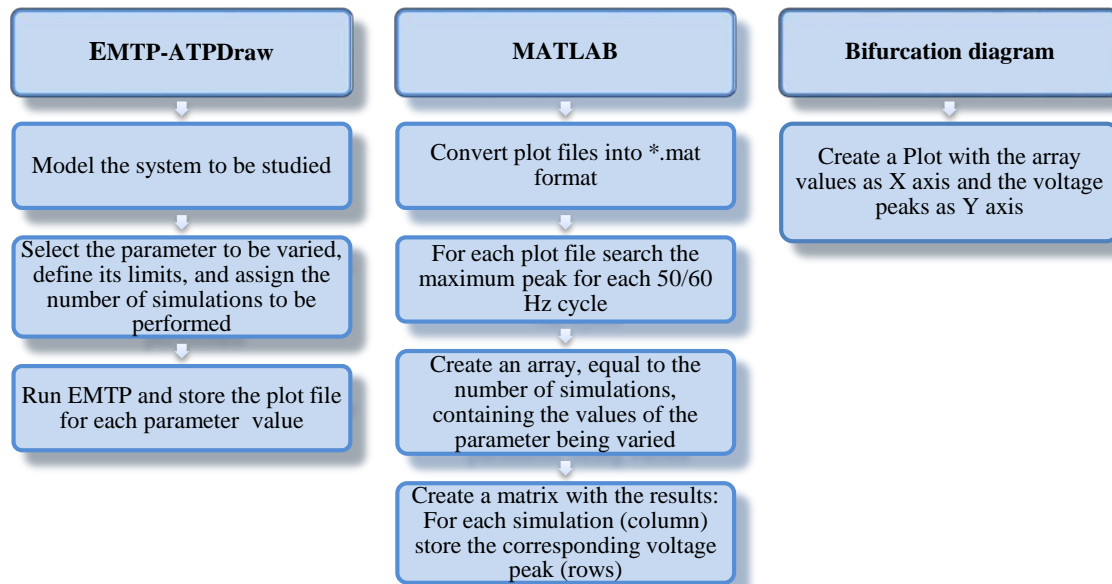 EMTP-ATPDraw
Model the system to be studied
Select the parameter to be varied,
define its limits, and assign the
number of simulations to be
performed
Run EMTP and store the plot file
for each parameter value
MATLAB
Convert plot files into *.mat
format
For each plot file search the
maximum peak for each 50/60
Hz cycle
Create an array, equal to the
number of simulations,
containing the values of the
parameter being varied
Create a matrix with the results:
For each simulation (column)
store the corresponding voltage
peak (rows)
Bifurcation diagram
Create a Plot with the array
values as X axis and the voltage
peaks as Y axis